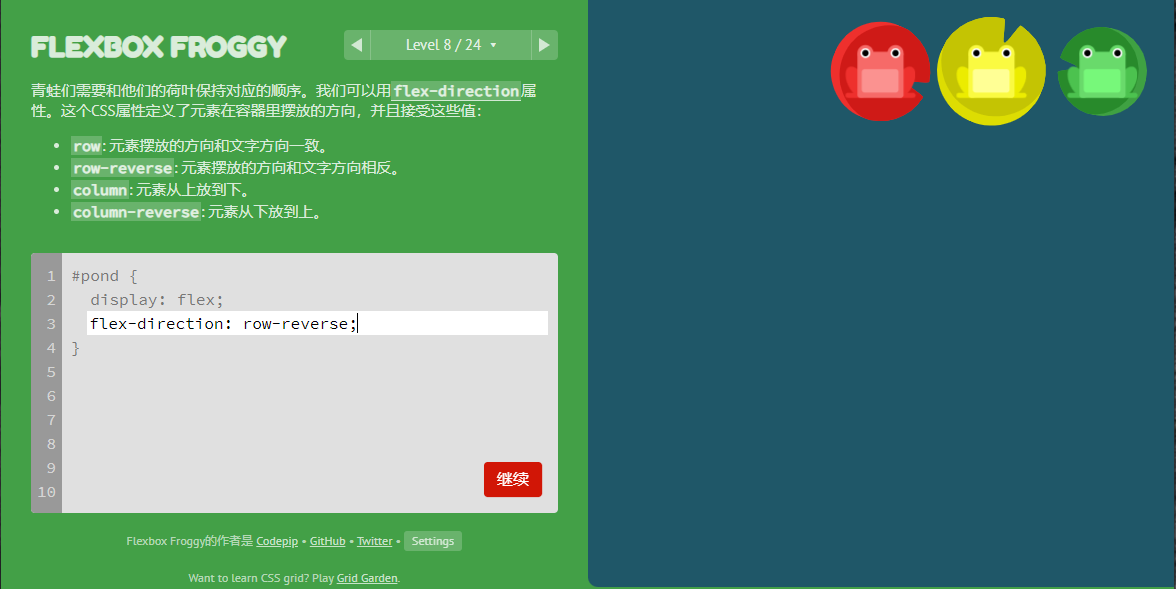 FLEXBOX FROGGY
Level 8 / 24
青蛙们需要和他们的荷叶保持对应的顺序。我们可以用flex-direction属
性。这个CSS属性定义了元素在容器里摆放的方向，并且接受这些值：
• row: 元素摆放的方向和文字方向一致。
• row-reverse: 元素摆放的方向和文字方向相反。
• column: 元素从上放到下。
• column-reverse: 元素从下放到上。
1 #pond {
2 display: flex;
3 flex-direction: row-reverse;
4 }
5
6
7
8
9
10
继续
Flexbox Froggy的作者是 Codepip • GitHub • Twitter • Settings
Want to learn CSS grid? Play Grid Garden.